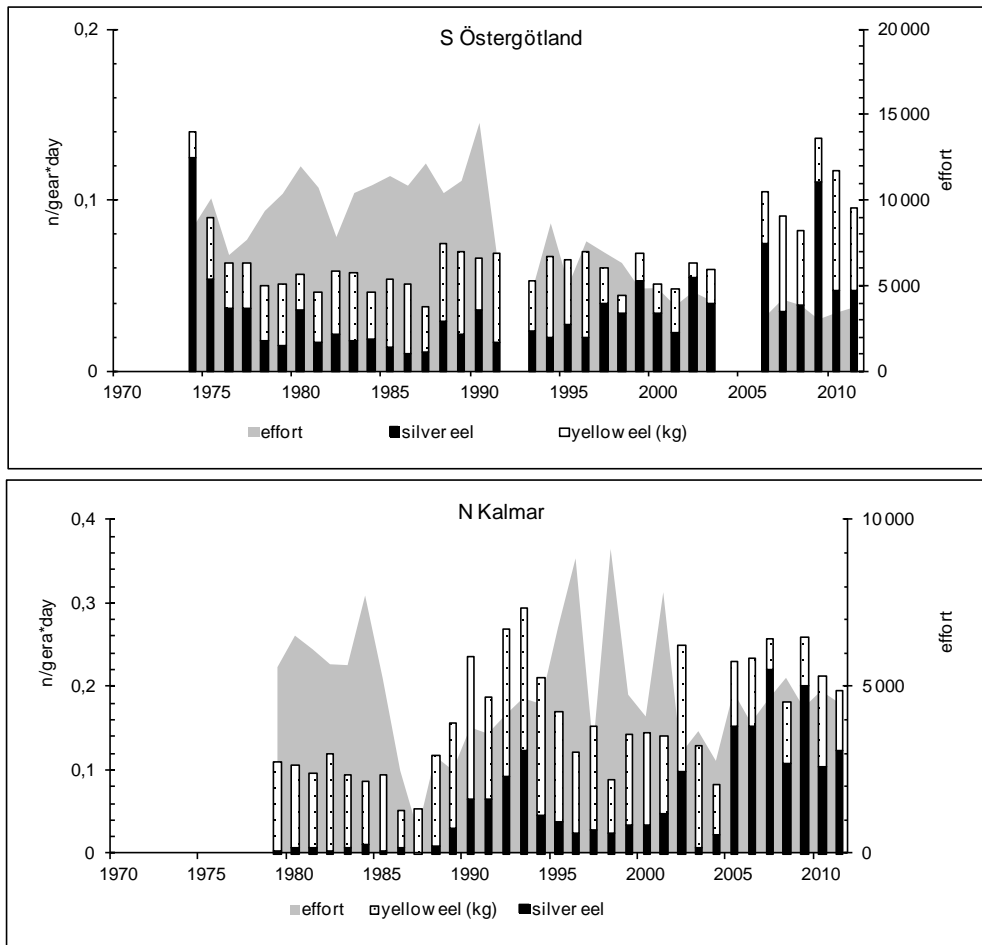 S Östergötland
0,2
0,1
0
n/gear*day
20 000
15 000
10 000
5 000
0
effort
1970 1975 1980 1985 1990 1995 2000 2005 2010
effort silver eel yellow eel (kg)
N Kalmar
0,4
0,3
0,2
0,1
0
n/gera*day
10 000
5 000
0
effort
1970 1975 1980 1985 1990 1995 2000 2005 2010
effort yellow eel (kg) silver eel